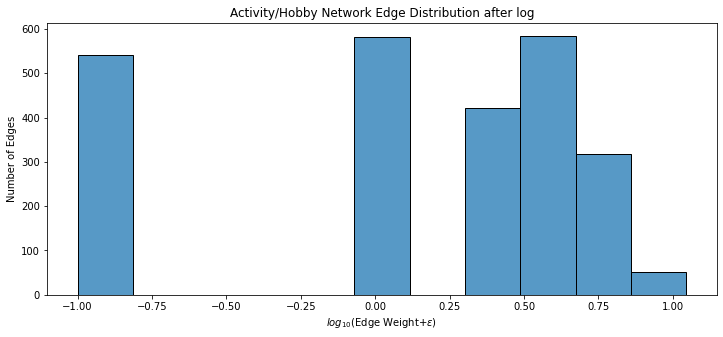 Activity/Hobby Network Edge Distribution after log
Number of Edges
600
500
400
300
200
100
0
−1.00 −0.75 −0.50 −0.25 0.00 0.25 0.50 0.75 1.00
log₁₀(Edge Weight+ε)